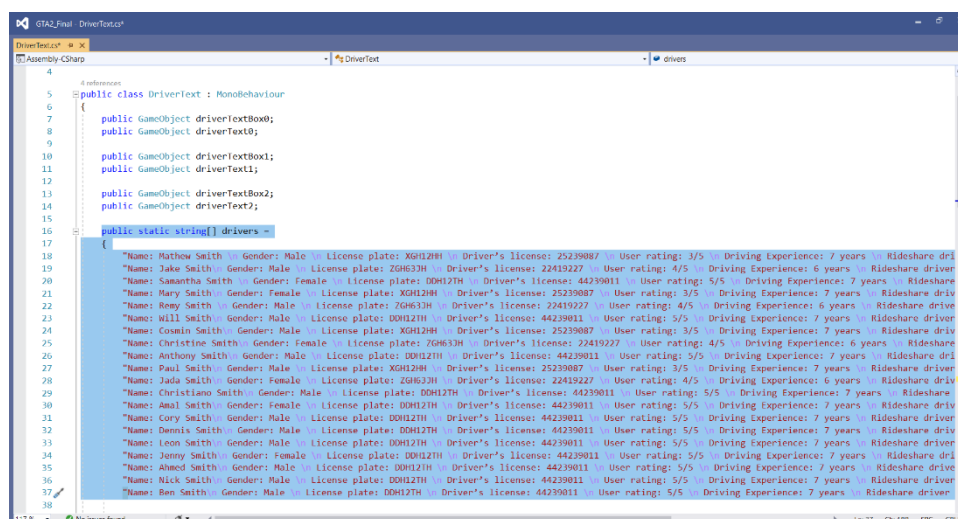 GTA2_Final - DriverText.cs*
DriverText.cs*
Assembly-CSharp DriverText drivers
4
4 references
5 public class DriverText : MonoBehaviour
6 {
7 public GameObject driverTextBox0;
8 public GameObject driverText0;
9
10 public GameObject driverTextBox1;
11 public GameObject driverText1;
12
13 public GameObject driverTextBox2;
14 public GameObject driverText2;
15
16 public static string[] drivers =
17 {
18 "Name: Mathew Smith \n Gender: Male \n License plate: XGH12HH \n Driver's license: 25239087 \n User rating: 3/5 \n Driving Experience: 7 years \n Rideshare dri
19 "Name: Jake Smith\n Gender: Male \n License plate: ZGH63JH \n Driver's license: 22419227 \n User rating: 4/5 \n Driving Experience: 6 years \n Rideshare driver
20 "Name: Samantha Smith \n Gender: Female \n License plate: DDH12TH \n Driver's license: 44239011 \n User rating: 5/5 \n Driving Experience: 7 years \n Rideshare
21 "Name: Mary Smith\n Gender: Female \n License plate: XGH12HH \n Driver's license: 25239087 \n User rating: 3/5 \n Driving Experience: 7 years \n Rideshare drive
22 "Name: Remy Smith\n Gender: Male \n License plate: ZGH63JH \n Driver's license: 22419227 \n User rating: 4/5 \n Driving Experience: 6 years \n Rideshare driver
23 "Name: Will Smith\n Gender: Male \n License plate: DDH12TH \n Driver's license: 44239011 \n User rating: 5/5 \n Driving Experience: 7 years \n Rideshare driver
24 "Name: Cosmin Smith\n Gender: Male \n License plate: XGH12HH \n Driver's license: 25239087 \n User rating: 3/5 \n Driving Experience: 7 years \n Rideshare driv
25 "Name: Christine Smith\n Gender: Female \n License plate: ZGH63JH \n Driver's license: 22419227 \n User rating: 4/5 \n Driving Experience: 6 years \n Rideshare
26 "Name: Anthony Smith\n Gender: Male \n License plate: DDH12TH \n Driver's license: 44239011 \n User rating: 5/5 \n Driving Experience: 7 years \n Rideshare dri
27 "Name: Paul Smith\n Gender: Male \n License plate: XGH12HH \n Driver's license: 25239087 \n User rating: 3/5 \n Driving Experience: 7 years \n Rideshare driver
28 "Name: Jada Smith\n Gender: Female \n License plate: ZGH63JH \n Driver's license: 22419227 \n User rating: 4/5 \n Driving Experience: 6 years \n Rideshare driv
29 "Name: Christiano Smith\n Gender: Male \n License plate: DDH12TH \n Driver's license: 44239011 \n User rating: 5/5 \n Driving Experience: 7 years \n Rideshare
30 "Name: Amal Smith\n Gender: Female \n License plate: DDH12TH \n Driver's license: 44239011 \n User rating: 5/5 \n Driving Experience: 7 years \n Rideshare driv
31 "Name: Cory Smith\n Gender: Male \n License plate: DDH12TH \n Driver's license: 44239011 \n User rating: 5/5 \n Driving Experience: 7 years \n Rideshare driver
32 "Name: Dennis Smith\n Gender: Male \n License plate: DDH12TH \n Driver's license: 44239011 \n User rating: 5/5 \n Driving Experience: 7 years \n Rideshare driv
33 "Name: Leon Smith\n Gender: Male \n License plate: DDH12TH \n Driver's license: 44239011 \n User rating: 5/5 \n Driving Experience: 7 years \n Rideshare driver
34 "Name: Jenny Smith\n Gender: Female \n License plate: DDH12TH \n Driver's license: 44239011 \n User rating: 5/5 \n Driving Experience: 7 years \n Rideshare dri
35 "Name: Ahmed Smith\n Gender: Male \n License plate: DDH12TH \n Driver's license: 44239011 \n User rating: 5/5 \n Driving Experience: 7 years \n Rideshare drive
36 "Name: Nick Smith\n Gender: Male \n License plate: DDH12TH \n Driver's license: 44239011 \n User rating: 5/5 \n Driving Experience: 7 years \n Rideshare driver
37 "Name: Ben Smith\n Gender: Male \n License plate: DDH12TH \n Driver's license: 44239011 \n User rating: 5/5 \n Driving Experience: 7 years \n Rideshare driver
38
No issues found